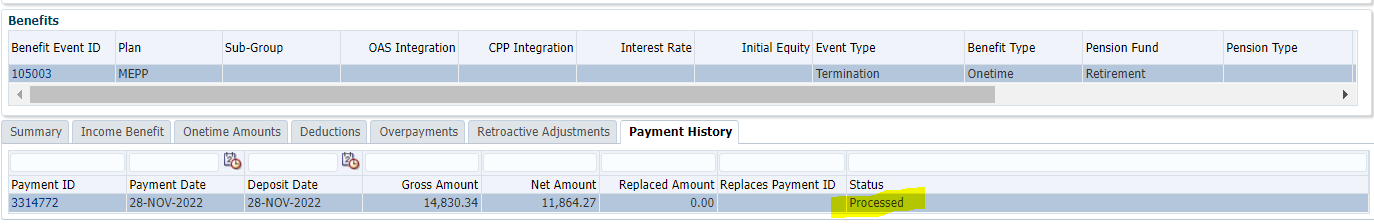 Benefits
Benefit Event ID Plan Sub-Group OAS Integration CPP Integration Interest Rate Initial Equity Event Type Benefit Type Pension Fund Pension Type
105003 MEPP Termination Onetime Retirement
Summary Income Benefit Onetime Amounts Deductions Overpayments Retroactive Adjustments Payment History
Payment ID Payment Date Deposit Date Gross Amount Net Amount Replaced Amount Replaces Payment ID Status
3314772 28-NOV-2022 28-NOV-2022 14,830.34 11,864.27 0.00 Processed